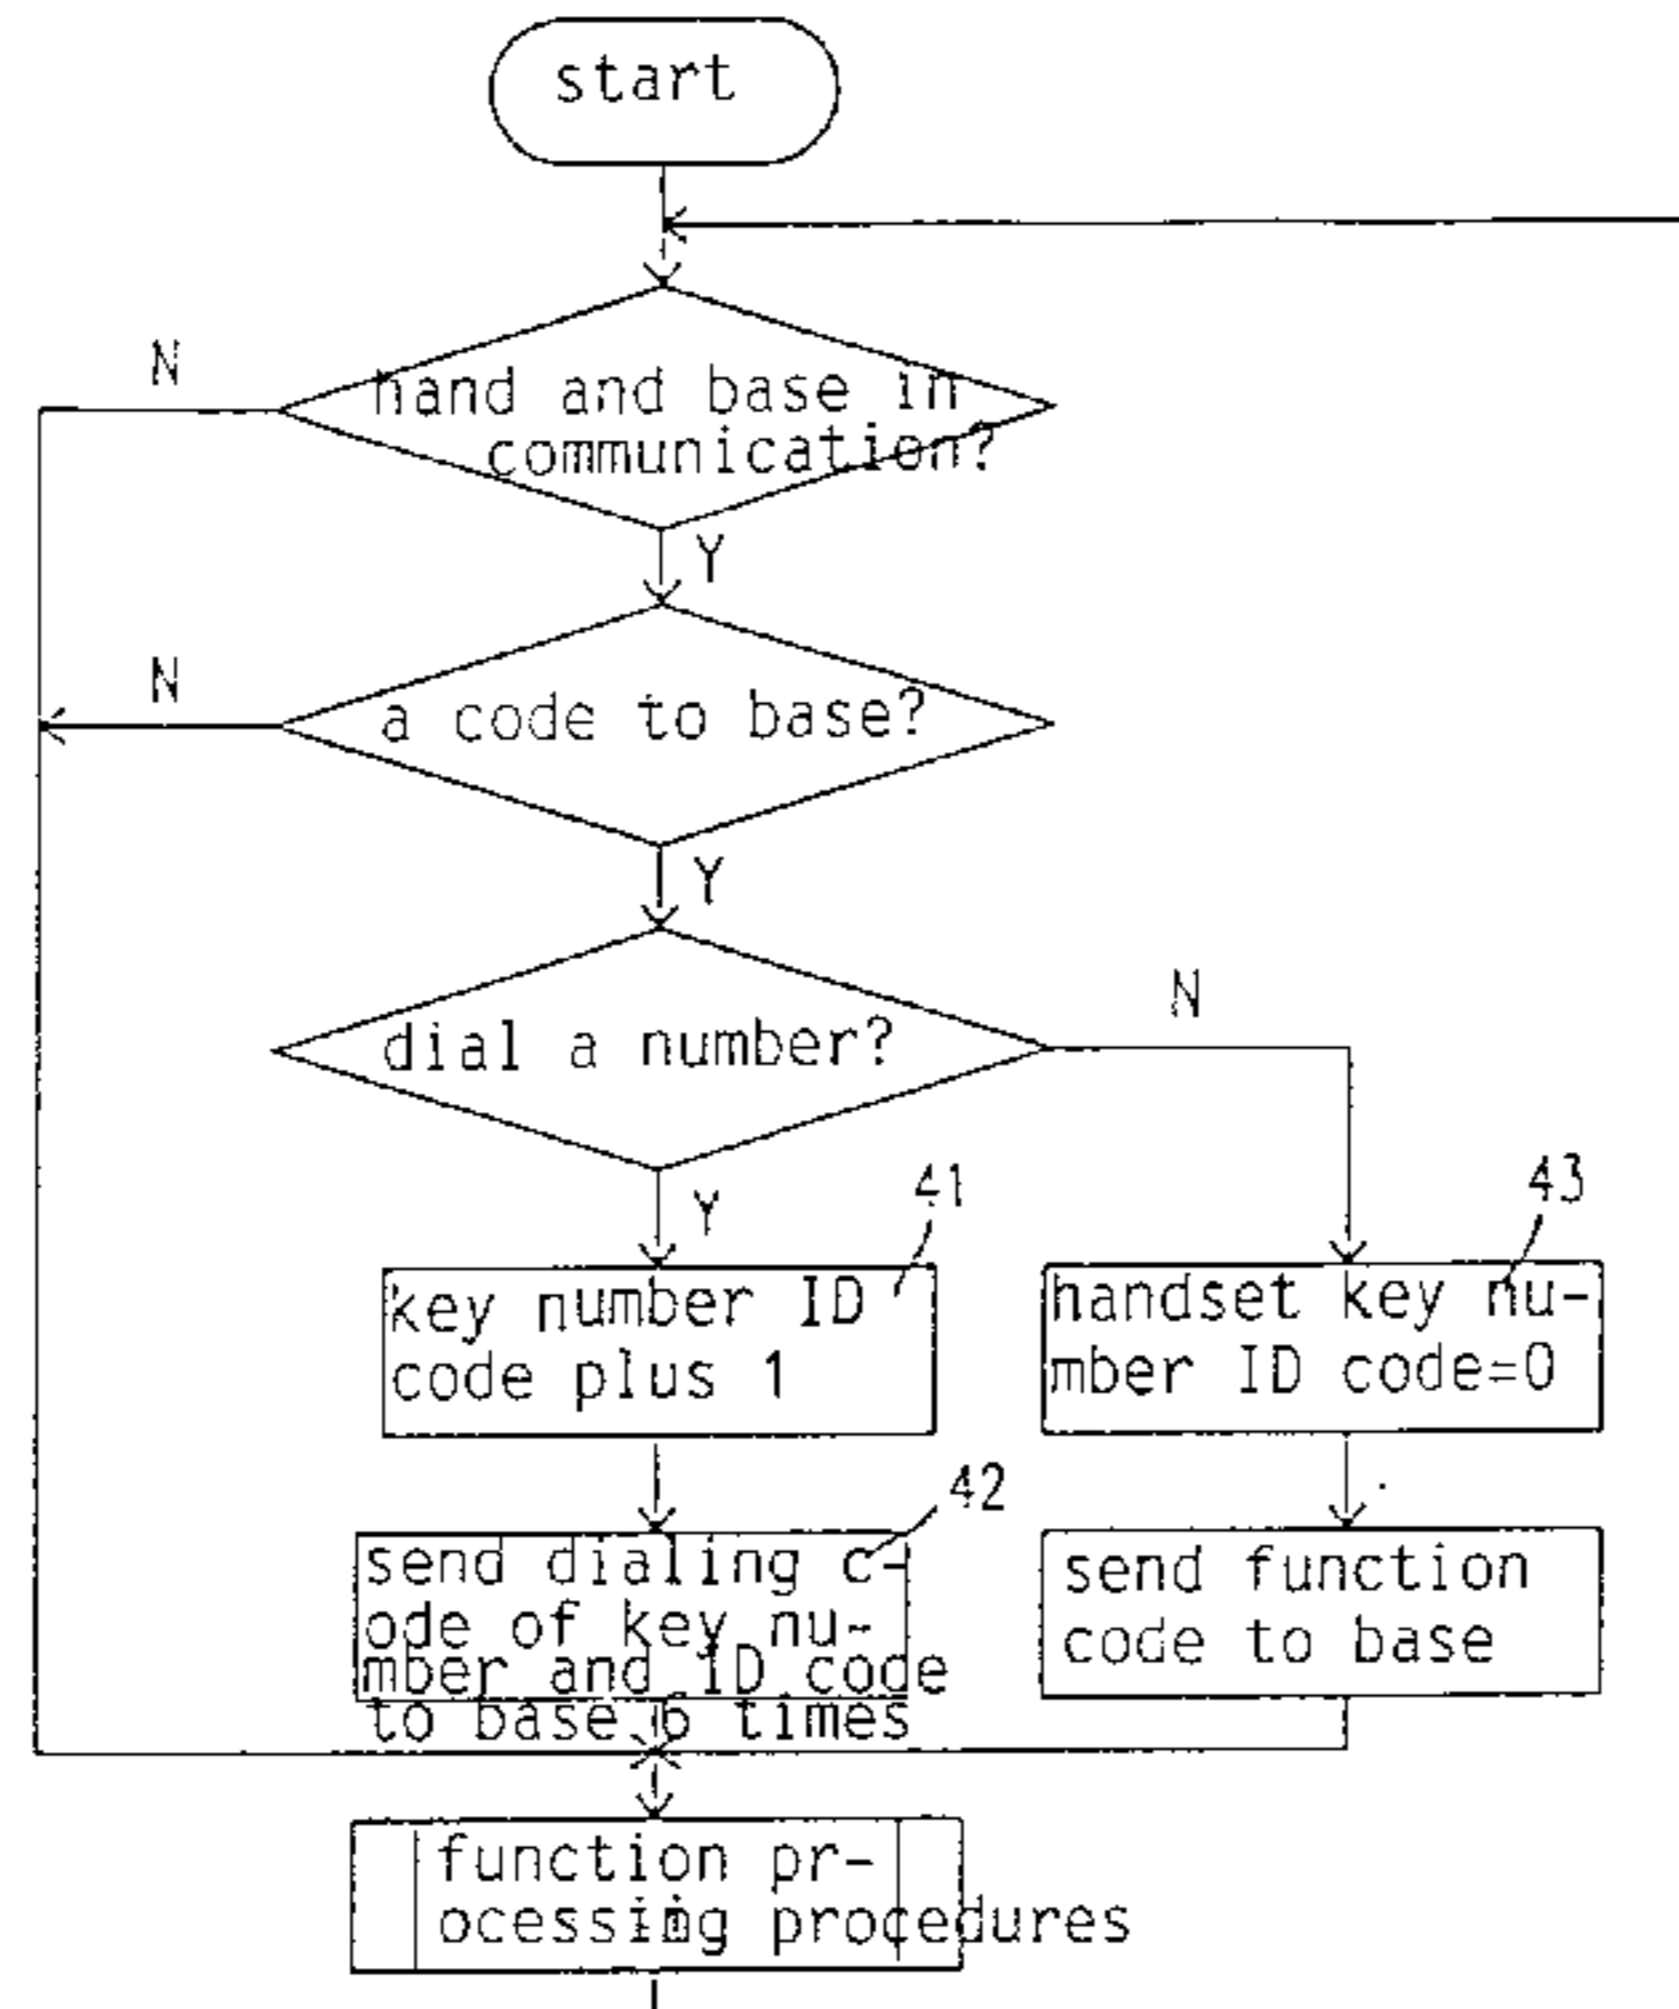 start
N
hand and base in
communication?
Y
N
a code to base?
Y
dial a number?
N
Y
41
43
key number ID
code plus 1
handset key nu-
mber ID code=0
42
send dialing c-
ode of key nu-
mber and ID code
to base 6 times
send function
code to base
function pr-
ocessing procedures